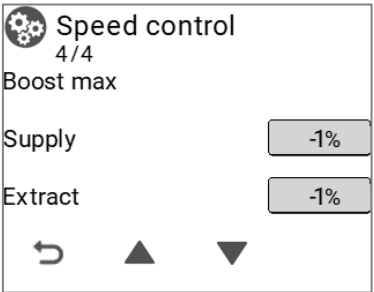 Speed control
4/4
Boost max
Supply -1%
Extract -1%